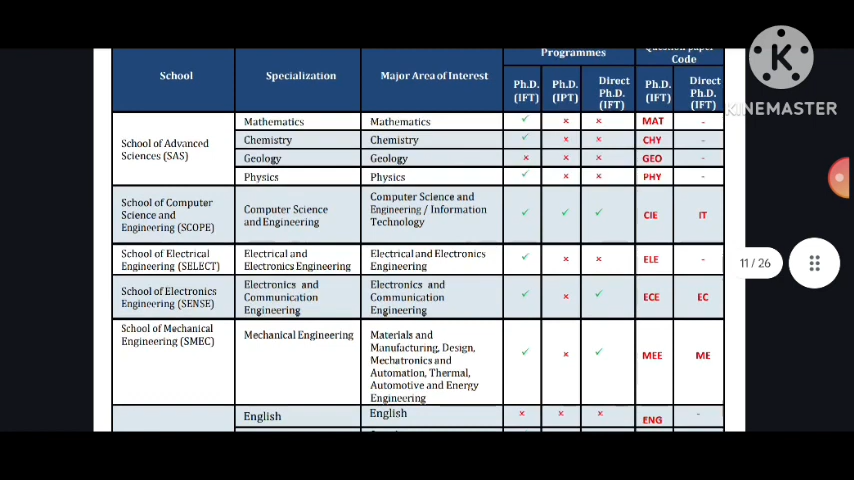 Programmes
Question paper
Code
School
Specialization
Major Area of Interest
Ph.D.
(IFT)
Ph.D.
(IPT)
Direct
Ph.D.
(IFT)
Ph.D.
(IFT)
Direct
Ph.D.
(IFT)
School of Advanced
Sciences (SAS)
Mathematics
Mathematics
✓
×
×
MAT
-
Chemistry
Chemistry
✓
×
×
CHY
-
Geology
Geology
×
×
×
GEO
-
Physics
Physics
✓
×
×
PHY
-
School of Computer
Science and
Engineering (SCOPE)
Computer Science
and Engineering
Computer Science and
Engineering / Information
Technology
✓
✓
✓
CIE
IT
School of Electrical
Engineering (SELECT)
Electrical and
Electronics Engineering
Electrical and Electronics
Engineering
✓
×
×
ELE
-
School of Electronics
Engineering (SENSE)
Electronics and
Communication
Engineering
Electronics and
Communication
Engineering
✓
×
✓
ECE
EC
School of Mechanical
Engineering (SMEC)
Mechanical Engineering
Materials and
Manufacturing, Design,
Mechatronics and
Automation, Thermal,
Automotive and Energy
Engineering
✓
×
✓
MEE
ME
English
English
×
×
×
ENG
-
K
KINEMASTER
11 / 26